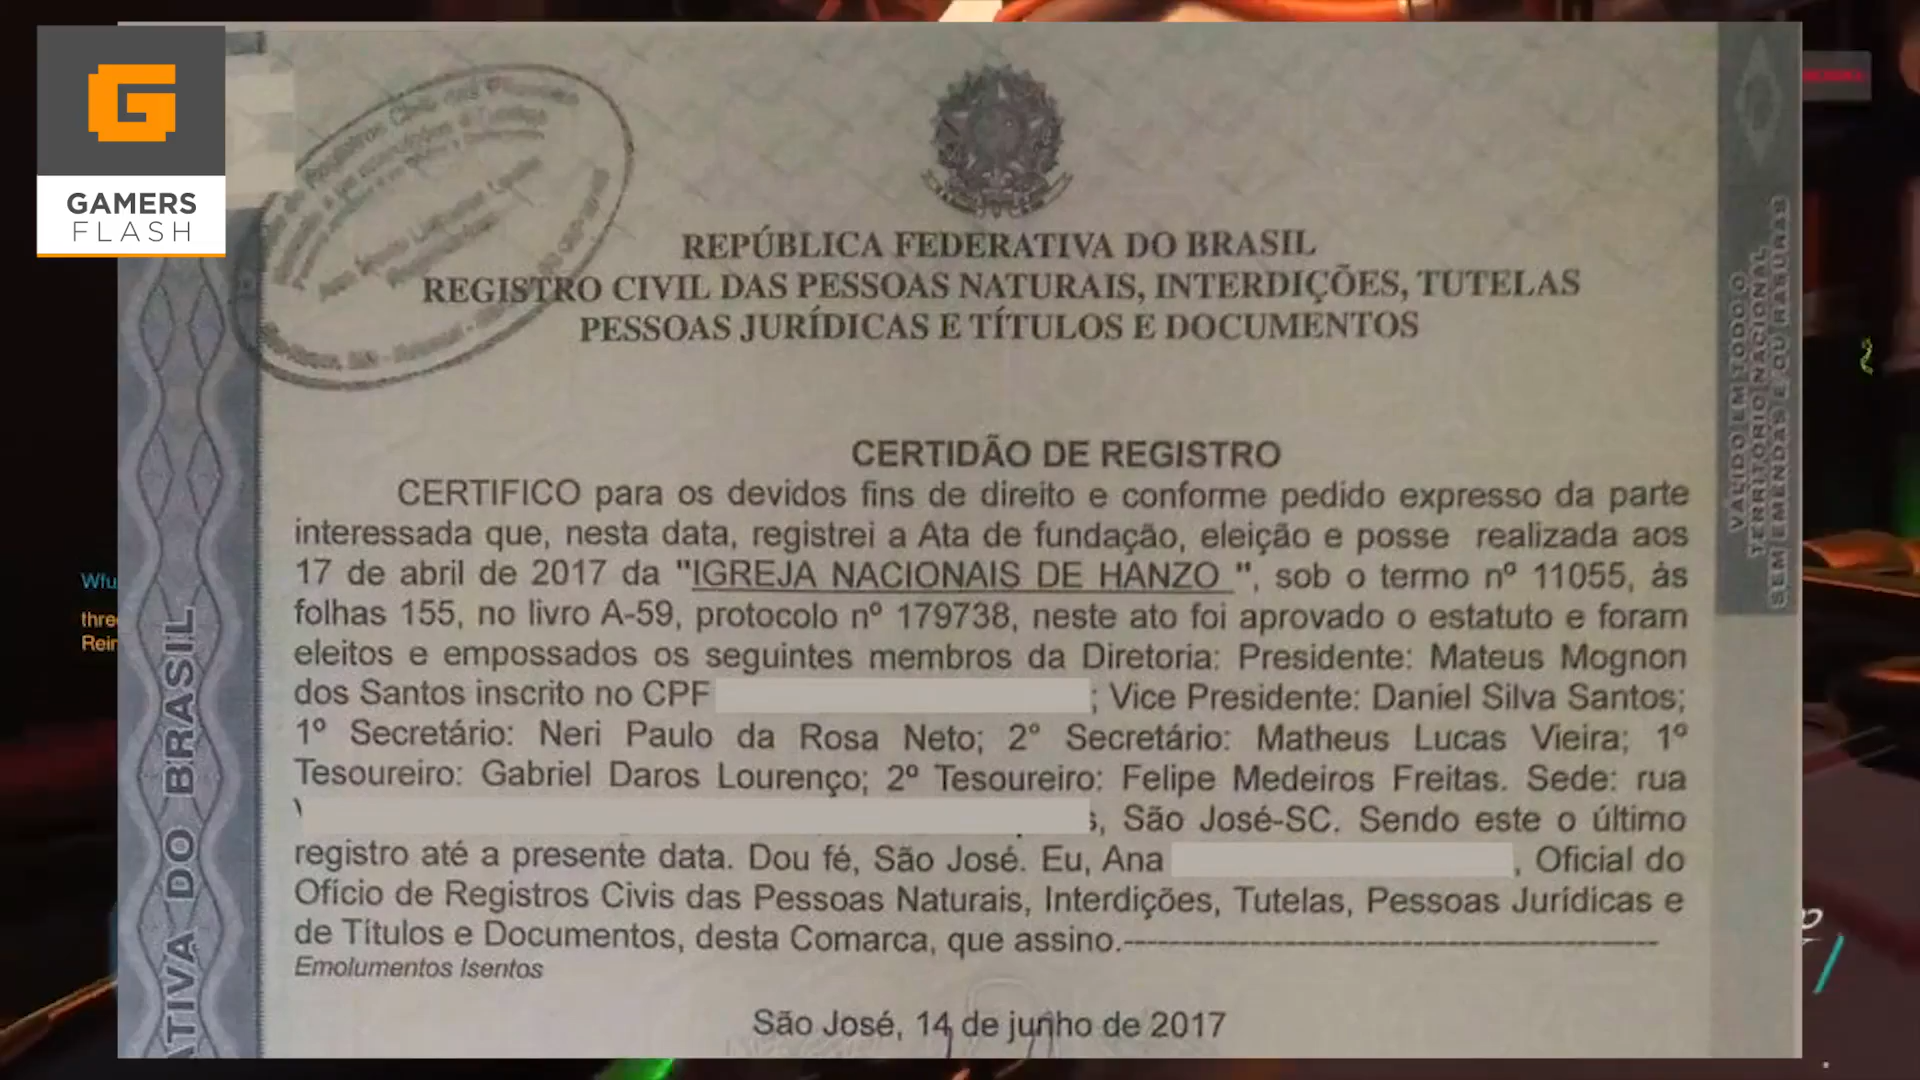 GAMERS
FLASH
REPÚBLICA FEDERATIVA DO BRASIL
REGISTRO CIVIL DAS PESSOAS NATURAIS, INTERDIÇÕES, TUTELAS
PESSOAS JURÍDICAS E TÍTULOS E DOCUMENTOS
VÁLIDO EM TODO O
TERRITÓRIO NACIONAL
SEM EMENDAS E OU RASURAS
CERTIDÃO DE REGISTRO
CERTIFICO para os devidos fins de direito e conforme pedido expresso da parte
interessada que, nesta data, registrei a Ata de fundação, eleição e posse realizada aos
17 de abril de 2017 da "IGREJA NACIONAIS DE HANZO ", sob o termo nº 11055, ás
folhas 155, no livro A-59, protocolo nº 179738, neste ato foi aprovado o estatuto e foram
eleitos e empossados os seguintes membros da Diretoria: Presidente: Mateus Mognon
dos Santos inscrito no CPF ; Vice Presidente: Daniel Silva Santos;
1º Secretário: Neri Paulo da Rosa Neto; 2° Secretário: Matheus Lucas Vieira; 1º
Tesoureiro: Gabriel Daros Lourenço; 2º Tesoureiro: Felipe Medeiros Freitas. Sede: rua
s, São José-SC. Sendo este o último
registro até a presente data. Dou fé, São José. Eu, Ana , Oficial do
Ofício de Registros Civis das Pessoas Naturais, Interdições, Tutelas, Pessoas Jurídicas e
de Títulos e Documentos, desta Comarca, que assino.-----------------------------------------------
Emolumentos Isentos
São José, 14 de junho de 2017
ATIVA DO BRASIL
Wfu
thre
Rein